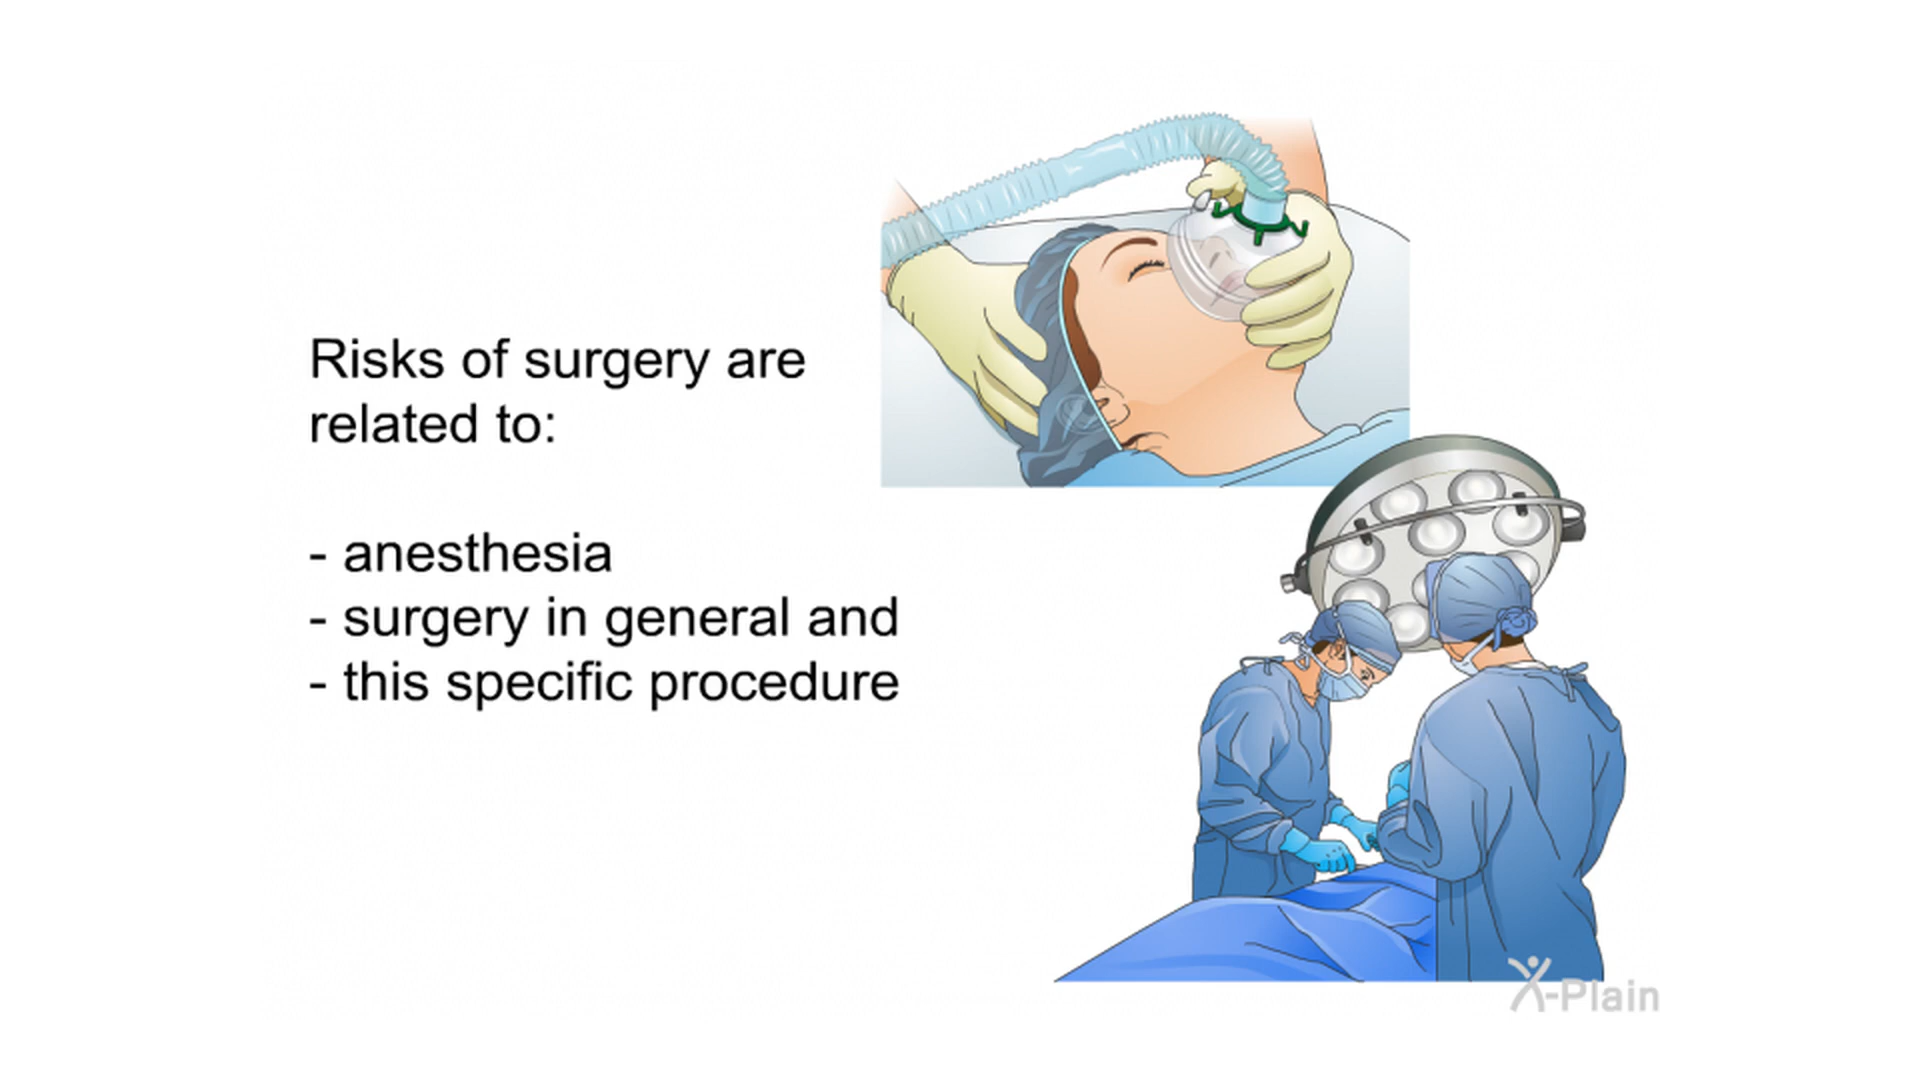 Risks of surgery are
related to:
- anesthesia
- surgery in general and
- this specific procedure
X-Plain